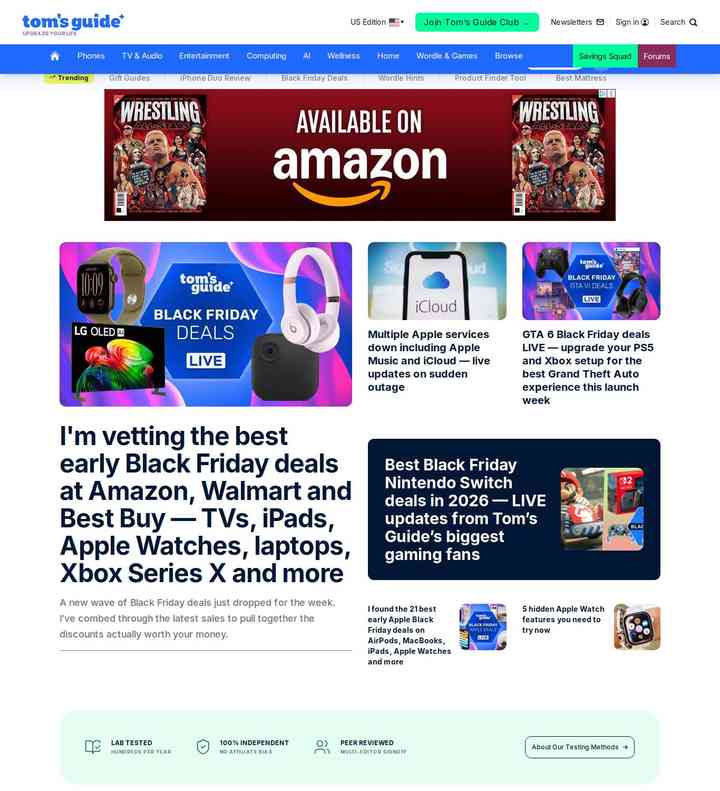 tom's guide
UPGRADE YOUR LIFE
US Edition
Join Tom's Guide Club
Newsletters
Sign in
Search
Phones
TV & Audio
Entertainment
Computing
AI
Wellness
Home
Wordle & Games
Browse
Savings Squad
Forums
Trending
Gift Guides
iPhone Duo Review
Black Friday Deals
Wordle Hints
Product Finder Tool
Best Mattress
WRESTLING
ALL-STARS
AVAILABLE ON
amazon
WRESTLING
ALL-STARS
10:09
LG OLED
tom's guide
BLACK FRIDAY
DEALS
LIVE
iCloud
tom's guide
BLACK FRIDAY
GTA VI DEALS
LIVE
Multiple Apple services
down including Apple
Music and iCloud — live
updates on sudden
outage
GTA 6 Black Friday deals
LIVE — upgrade your PS5
and Xbox setup for the
best Grand Theft Auto
experience this launch
week
I'm vetting the best
early Black Friday deals
at Amazon, Walmart and
Best Buy — TVs, iPads,
Apple Watches, laptops,
Xbox Series X and more
A new wave of Black Friday deals just dropped for the week.
I've combed through the latest sales to pull together the
discounts actually worth your money.
Best Black Friday
Nintendo Switch
deals in 2026 — LIVE
updates from Tom's
Guide's biggest
gaming fans
I found the 21 best
early Apple Black
Friday deals on
AirPods, MacBooks,
iPads, Apple Watches
and more
BLACK FRIDAY
APPLE DEALS
LIVE
5 hidden Apple Watch
features you need to
try now
LAB TESTED
HUNDREDS PER YEAR
100% INDEPENDENT
NO AFFILIATE BIAS
PEER REVIEWED
MULTI-EDITOR SIGNOFF
About Our Testing Methods →